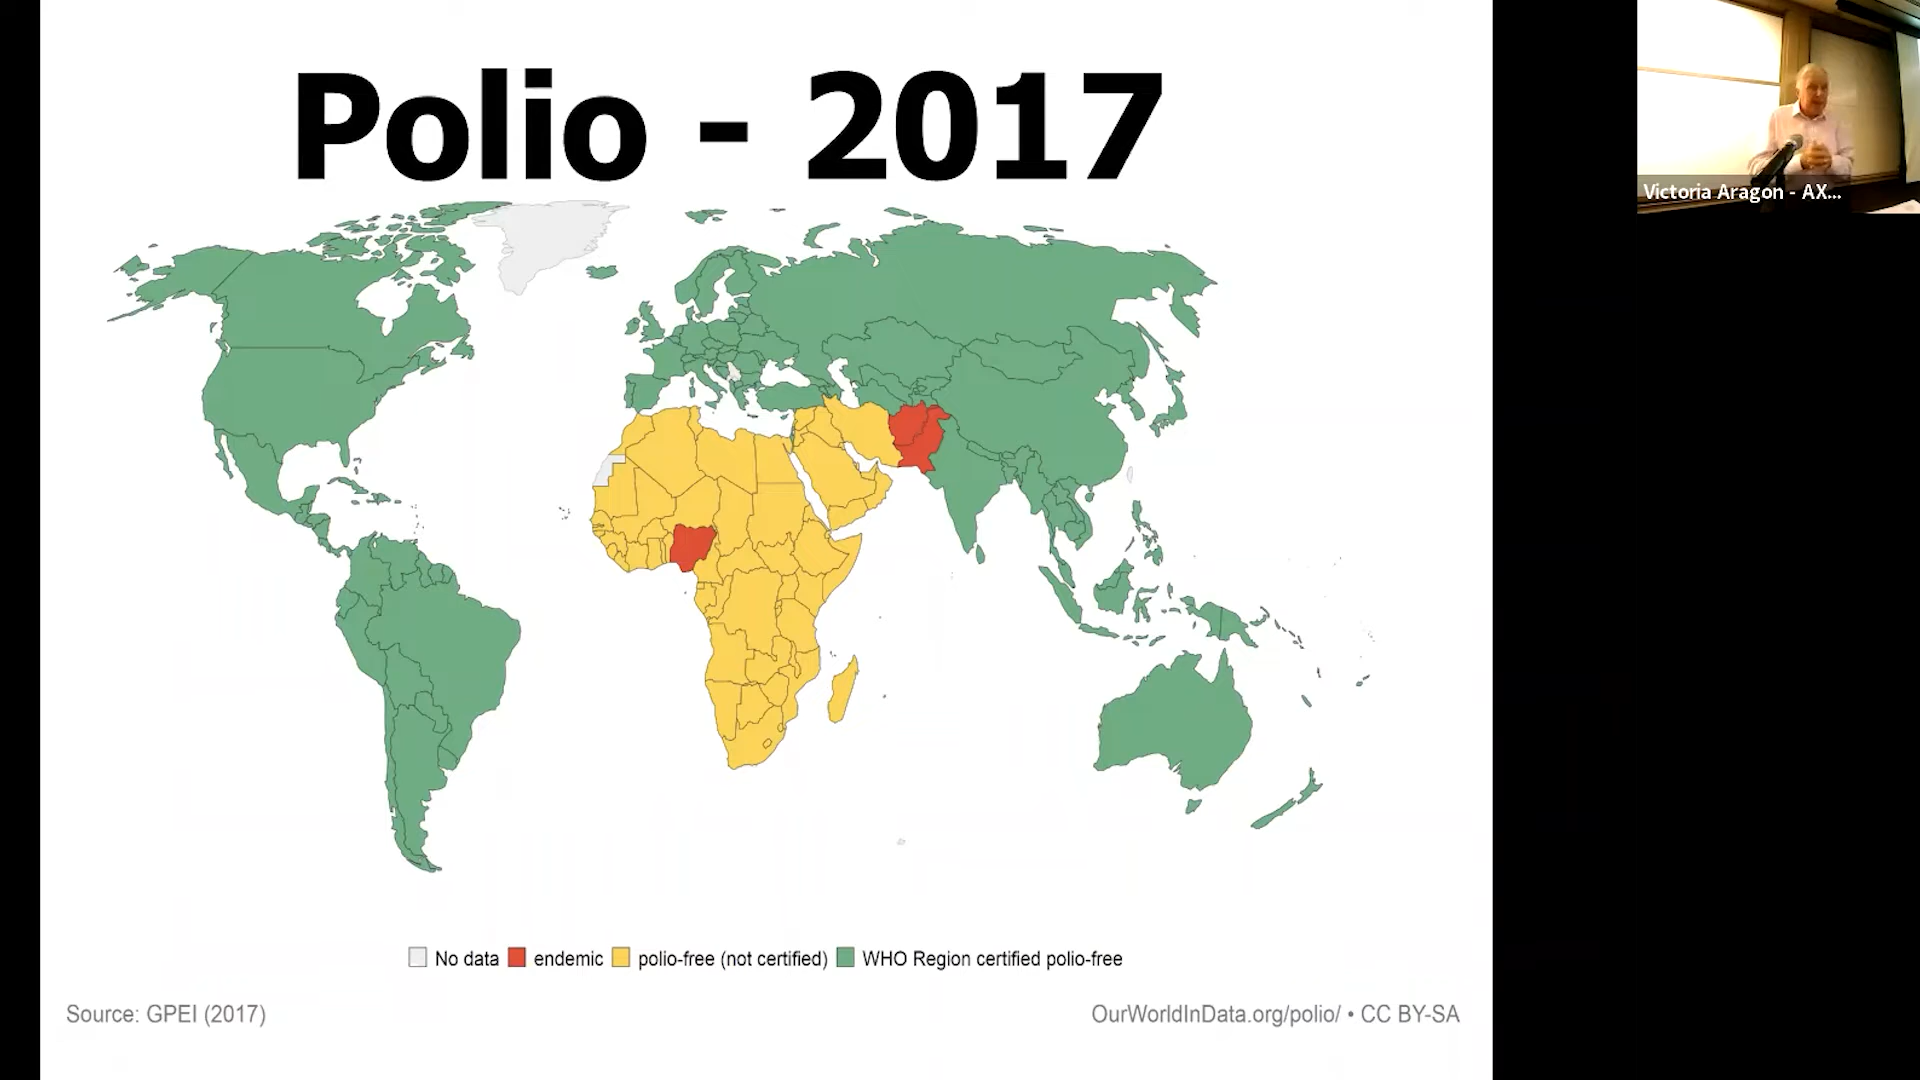 Polio - 2017
Victoria Aragon - AX...
No data endemic polio-free (not certified) WHO Region certified polio-free
Source: GPEI (2017)
OurWorldInData.org/polio/ • CC BY-SA